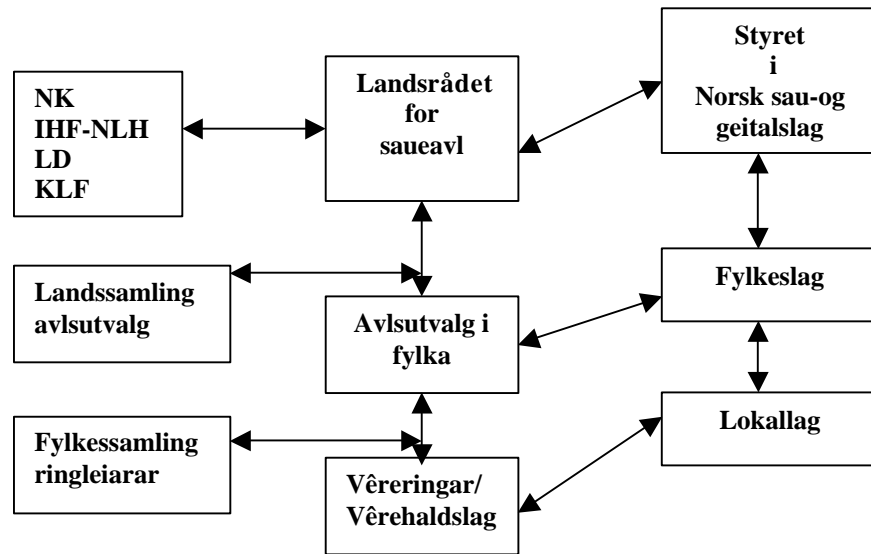 NK
IHF-NLH
LD
KLF
Landsrådet
for
saueavl
Styret
i
Norsk sau-og
geitalslag
Landssamling
avlsutvalg
Avlsutvalg i
fylka
Fylkeslag
Fylkessamling
ringleiarar
Vêreringar/
Vêrehaldslag
Lokallag